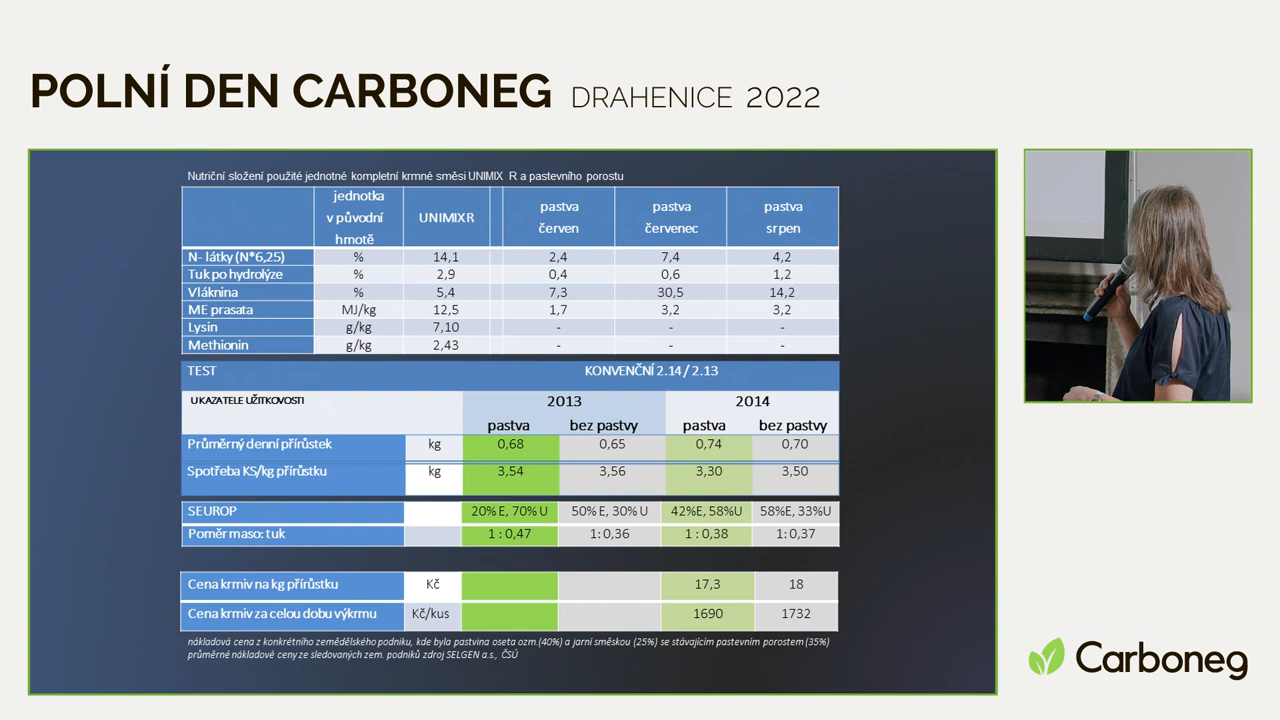 POLNÍ DEN CARBONEG DRAHENICE 2022
Nutriční složení použité jednotné kompletní krmné směsi UNIMIX R a pastevního porostu
jednotka v původní hmotě UNIMIX R pastva červen pastva červenec pastva srpen
N- látky (N*6,25) % 14,1 2,4 7,4 4,2
Tuk po hydrolýze % 2,9 0,4 0,6 1,2
Vláknina % 5,4 7,3 30,5 14,2
ME prasata MJ/kg 12,5 1,7 3,2 3,2
Lysin g/kg 7,10 - - -
Methionin g/kg 2,43 - - -
TEST KONVENČNÍ 2.14 / 2.13
UKAZATELE UŽITKOVOSTI 2013 2014
pastva bez pastvy pastva bez pastvy
Průměrný denní přírůstek kg 0,68 0,65 0,74 0,70
Spotřeba KS/kg přírůstku kg 3,54 3,56 3,30 3,50
SEUROP 20% E, 70% U 50% E, 30% U 42%E, 58%U 58%E, 33%U
Poměr maso: tuk 1 : 0,47 1: 0,36 1 : 0,38 1 : 0,37
Cena krmiv na kg přírůstku Kč 17,3 18
Cena krmiv za celou dobu výkrmu Kč/kus 1690 1732
nákladová cena z konkrétního zemědělského podniku, kde byla pastvina oseta ozm.(40%) a jarní směskou (25%) se stávajícím pastevním porostem (35%)
průměrné nákladové ceny ze sledovaných zem. podniků zdroj SELGEN a.s., ČSÚ
Carboneg